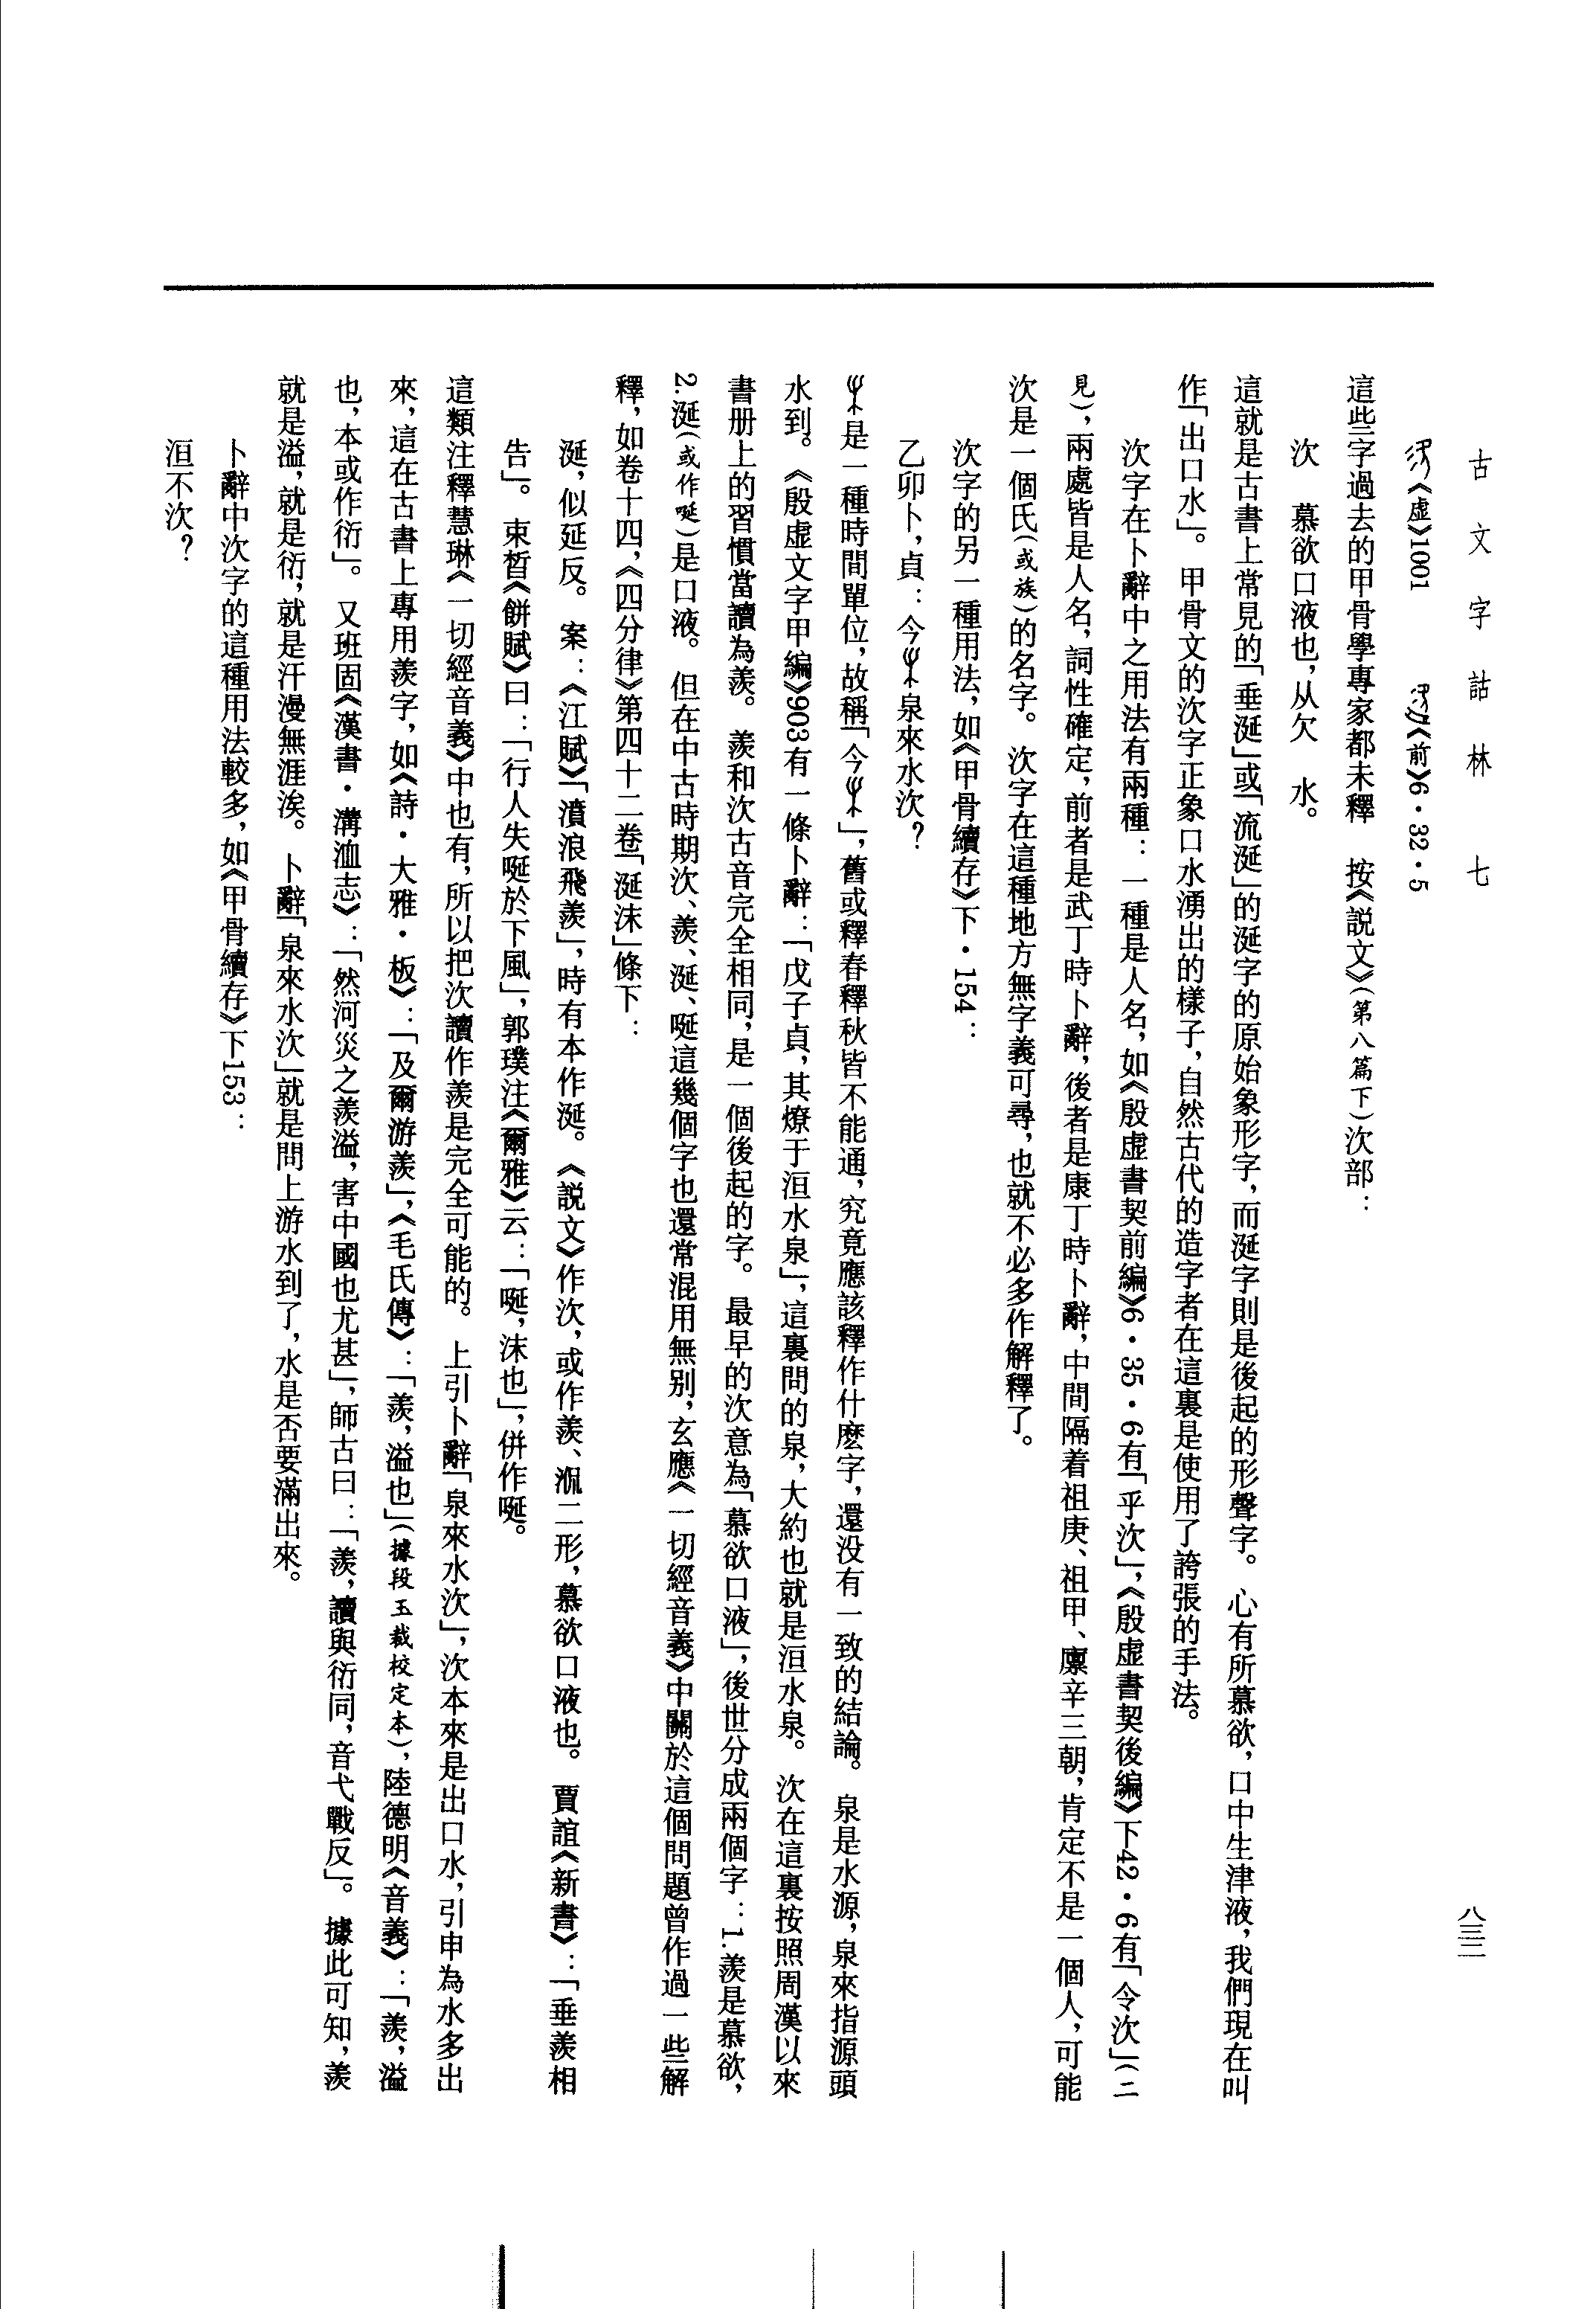 古文字詁林 七
八三二
《虛》1001 《前》6·32·5
這些字過去的甲骨學專家都未釋 按《説文》（第八篇下）㳄部：
㳄 慕欲口液也，从欠 水。
這就是古書上常見的「垂涎」或「流涎」的涎字的原始象形字，而涎字則是後起的形聲字。心有所慕欲，口中生津液，我們現在叫
作「出口水」。甲骨文的㳄字正象口水湧出的樣子，自然古代的造字者在這裏是使用了誇張的手法。
㳄字在卜辭中之用法有兩種：一種是人名，如《殷虛書契前編》6·35·6有「乎㳄」，《殷虛書契後編》下42·6有「令㳄」（二
見），兩處皆是人名，詞性確定，前者是武丁時卜辭，後者是康丁時卜辭，中間隔着祖庚、祖甲、廪辛三朝，肯定不是一個人，可能
㳄是一個氏（或族）的名字。㳄字在這種地方無字義可尋，也就不必多作解釋了。
㳄字的另一種用法，如《甲骨續存》下·154：
乙卯卜，貞：今泉來水㳄？
是一種時間單位，故稱「今」，舊或釋春釋秋皆不能通，究竟應該釋作什麽字，還没有一致的結論。泉是水源，泉來指源頭
水到。《殷虛文字甲編》903有一條卜辭：「戊子貞，其燎于洹水泉」，這裏問的泉，大約也就是洹水泉。㳄在這裏按照周漢以來
書册上的習慣當讀為羨。羨和㳄古音完全相同，是一個後起的字。最早的㳄意為「慕欲口液」，後世分成兩個字：1.羨是慕欲，
2.涎（或作唌）是口液。但在中古時期㳄、羨、涎、唌這幾個字也還常混用無别，玄應《一切經音義》中關於這個問題曾作過一些解
釋，如卷十四，《四分律》第四十二卷「涎沫」條下：
涎，似延反。案：《江賦》「濆浪飛羨」，時有本作涎。《説文》作㳄，或作羨、㳙二形，慕欲口液也。賈誼《新書》：「垂羨相
告」。束晳《餅賦》曰：「行人失唌於下風」，郭璞注《爾雅》云：「唌，沫也」，併作唌。
這類注釋慧琳《一切經音義》中也有，所以把㳄讀作羨是完全可能的。上引卜辭「泉來水㳄」，㳄本來是出口水，引申為水多出
來，這在古書上專用羨字，如《詩·大雅·板》：「及爾游羨」，《毛氏傳》：「羨，溢也」（據段玉裁校定本），陸德明《音義》：「羨，溢
也，本或作衍」。又班固《漢書·溝洫志》：「然河災之羨溢，害中國也尤甚」，師古曰：「羨，讀與衍同，音弋戰反」。據此可知，羨
就是溢，就是衍，就是汗漫無涯涘。卜辭「泉來水㳄」就是問上游水到了，水是否要滿出來。
卜辭中㳄字的這種用法較多，如《甲骨續存》下153：
洹不㳄？